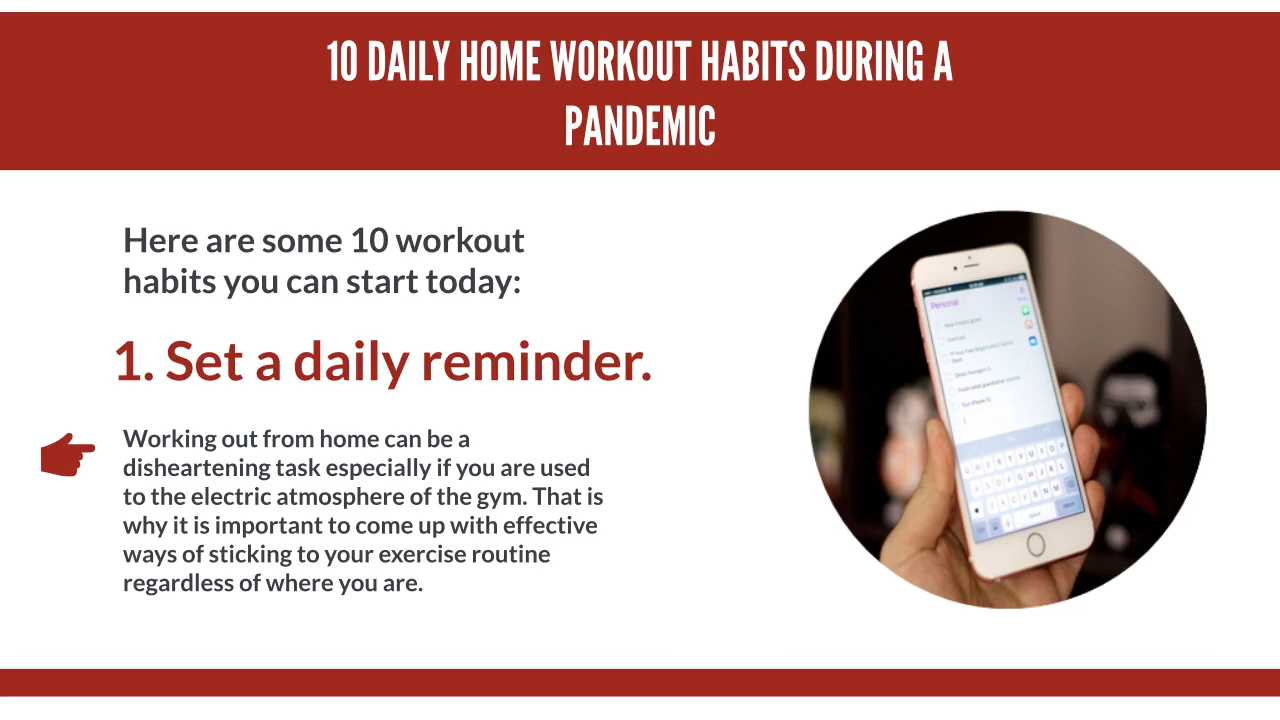 10 DAILY HOME WORKOUT HABITS DURING A
PANDEMIC
Here are some 10 workout
habits you can start today:
1. Set a daily reminder.
Working out from home can be a
disheartening task especially if you are used
to the electric atmosphere of the gym. That is
why it is important to come up with effective
ways of sticking to your exercise routine
regardless of where you are.
Personal